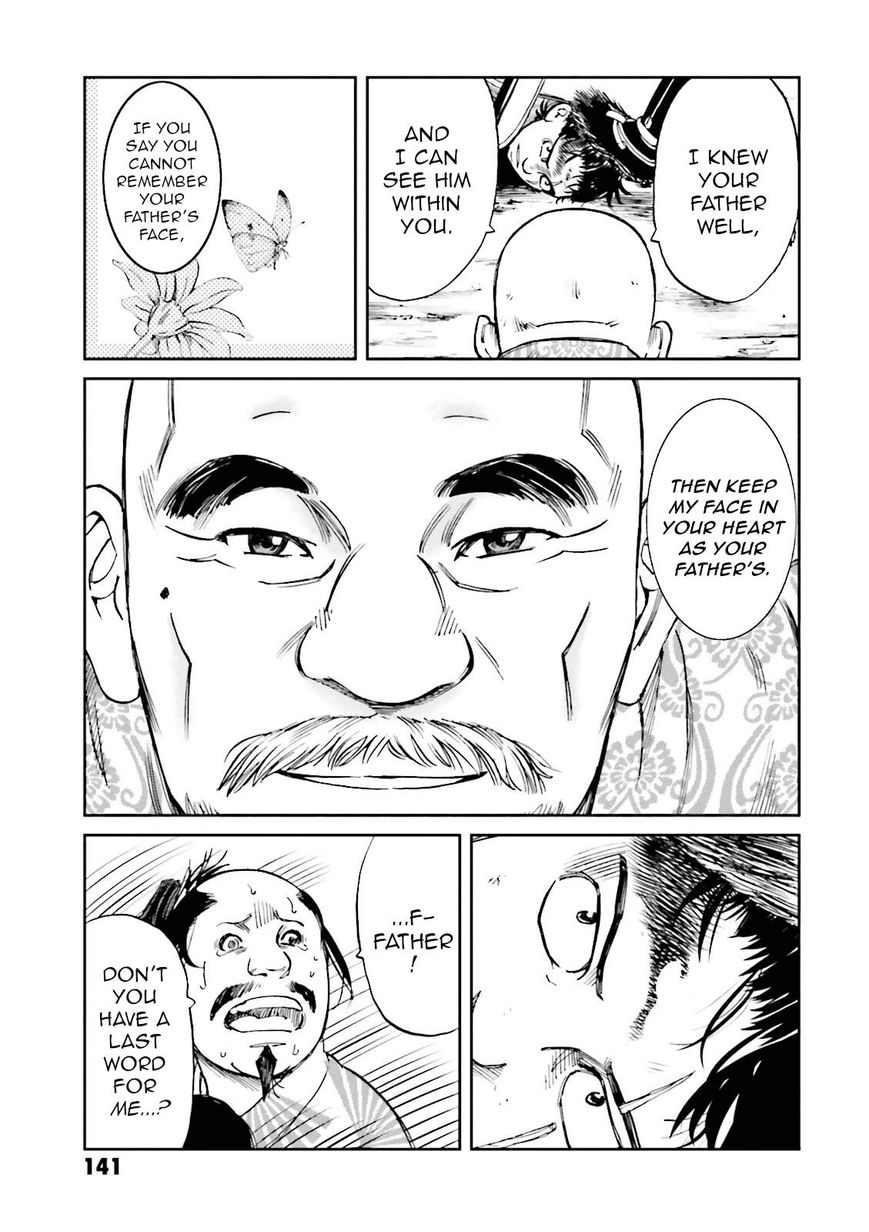 I KNEW
YOUR
FATHER
WELL,
AND
I CAN
SEE HIM
WITHIN
YOU.
IF YOU
SAY YOU
CANNOT
REMEMBER
YOUR
FATHER'S
FACE,
THEN KEEP
MY FACE IN
YOUR HEART
AS YOUR
FATHER'S.
...F-
FATHER
!
DON'T
YOU
HAVE A
LAST
WORD
FOR
ME...?
141